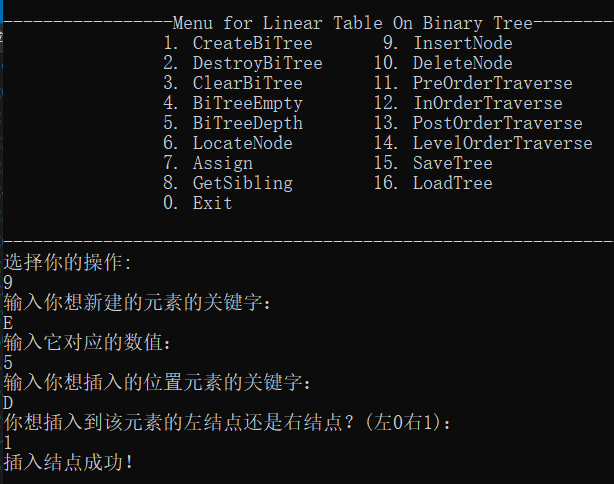 -----------------Menu for Linear Table On Binary Tree--------
1. CreateBiTree 9. InsertNode
2. DestroyBiTree 10. DeleteNode
3. ClearBiTree 11. PreOrderTraverse
4. BiTreeEmpty 12. InOrderTraverse
5. BiTreeDepth 13. PostOrderTraverse
6. LocateNode 14. LevelOrderTraverse
7. Assign 15. SaveTree
8. GetSibling 16. LoadTree
0. Exit
-------------------------------------------------------------
选择你的操作:
9
输入你想新建的元素的关键字:
E
输入它对应的数值:
5
输入你想插入的位置元素的关键字:
D
你想插入到该元素的左结点还是右结点？(左0右1):
1
插入结点成功!